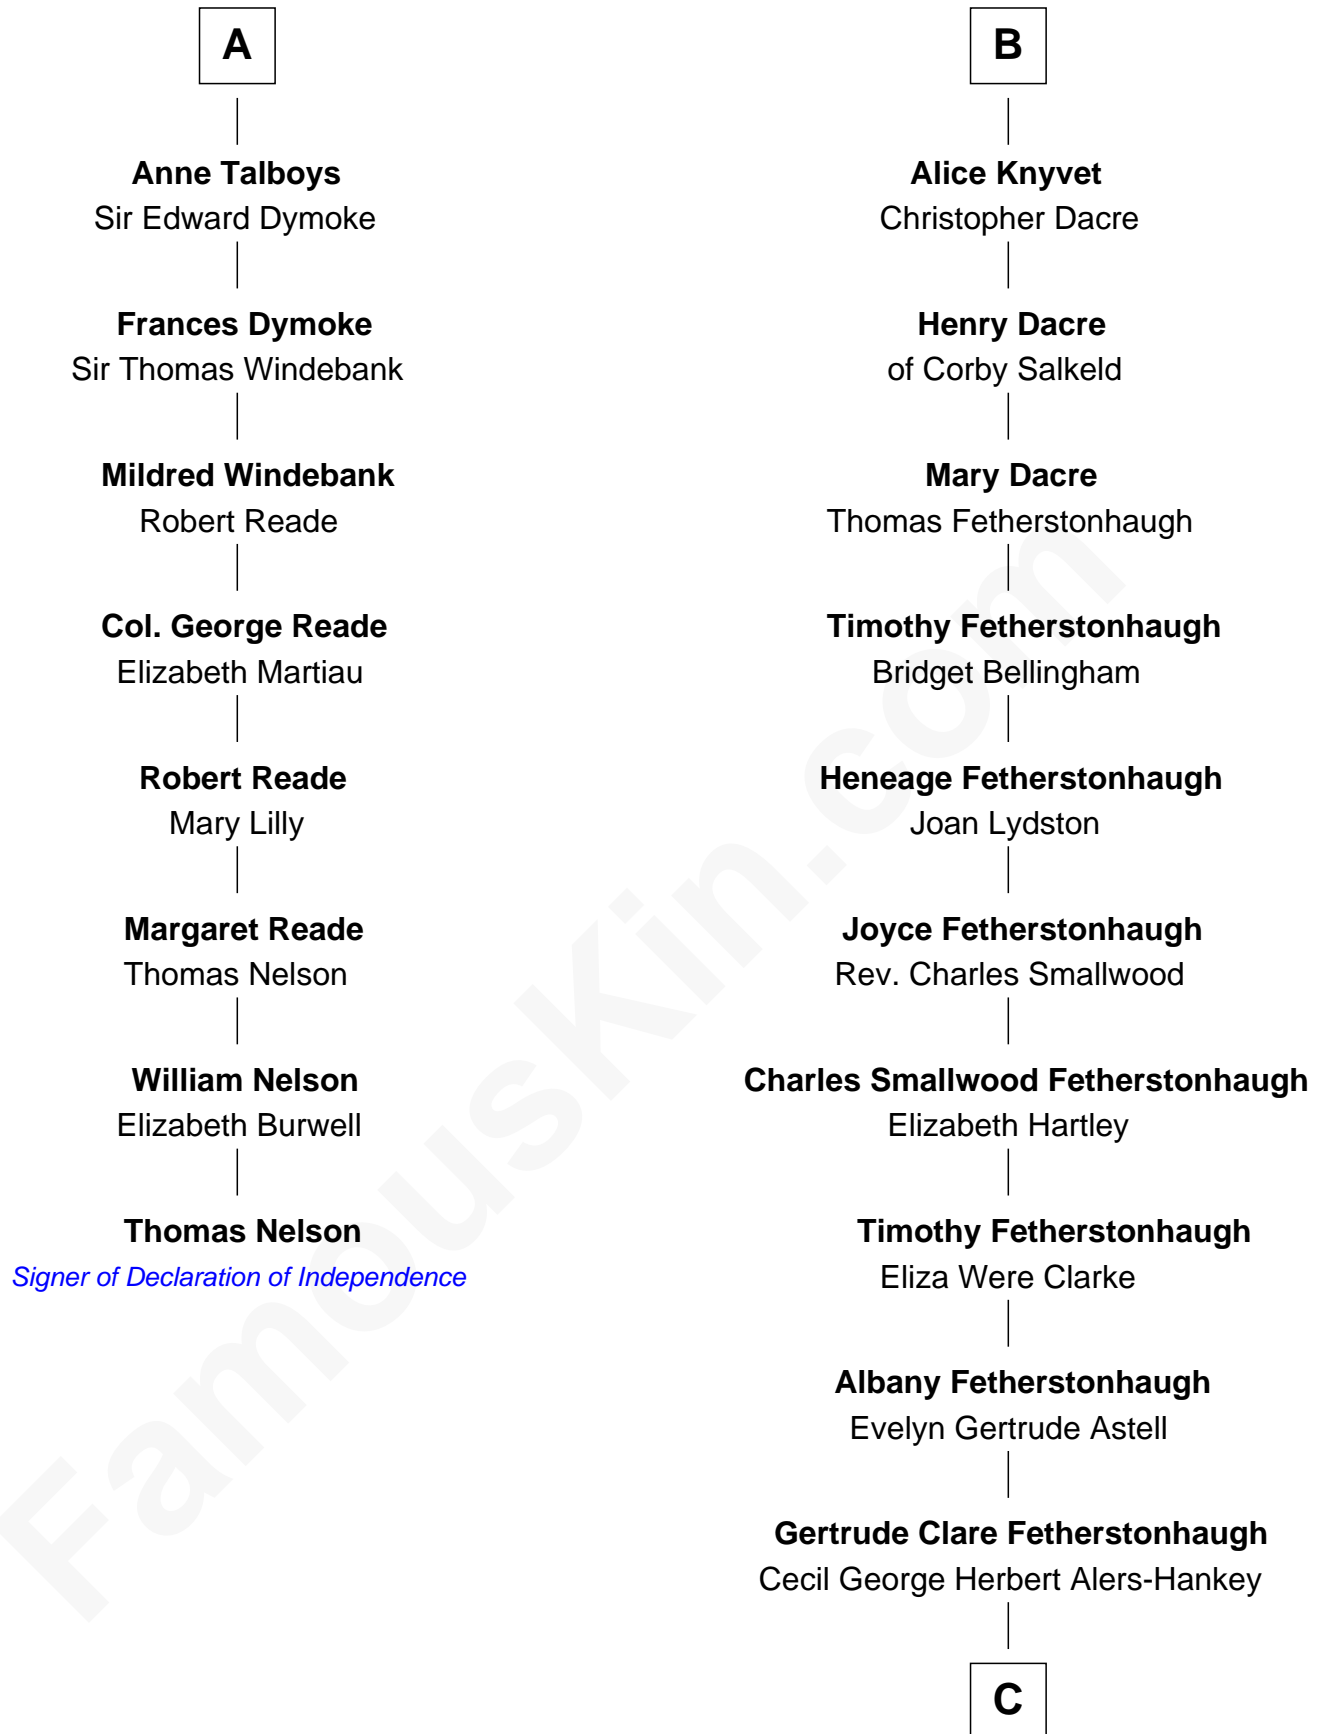 A
Anne Talboys
Sir Edward Dymoke
Frances Dymoke
Sir Thomas Windebank
Mildred Windebank
Robert Reade
Col. George Reade
Elizabeth Martiau
Robert Reade
Mary Lilly
Margaret Reade
Thomas Nelson
William Nelson
Elizabeth Burwell
Thomas Nelson
Signer of Declaration of Independence
B
Alice Knyvet
Christopher Dacre
Henry Dacre
of Corby Salkeld
Mary Dacre
Thomas Fetherstonhaugh
Timothy Fetherstonhaugh
Bridget Bellingham
Heneage Fetherstonhaugh
Joan Lydston
Joyce Fetherstonhaugh
Rev. Charles Smallwood
Charles Smallwood Fetherstonhaugh
Elizabeth Hartley
Timothy Fetherstonhaugh
Eliza Were Clarke
Albany Fetherstonhaugh
Evelyn Gertrude Astell
Gertrude Clare Fetherstonhaugh
Cecil George Herbert Alers-Hankey
C
FamousKin.com